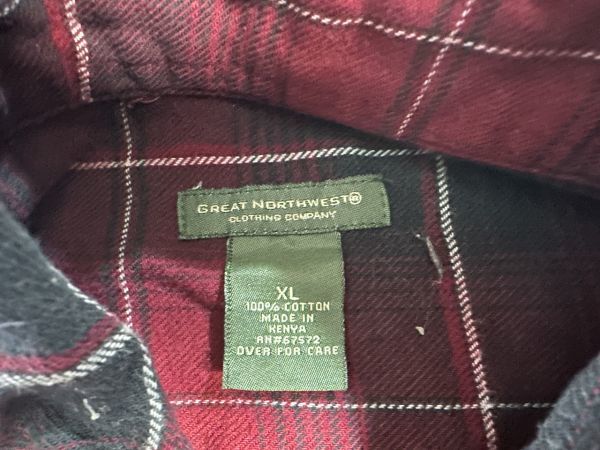 GREAT NORTHWEST®
CLOTHING COMPANY
XL
100% COTTON
MADE IN
KENYA
RN#67572
OVER FOR CARE